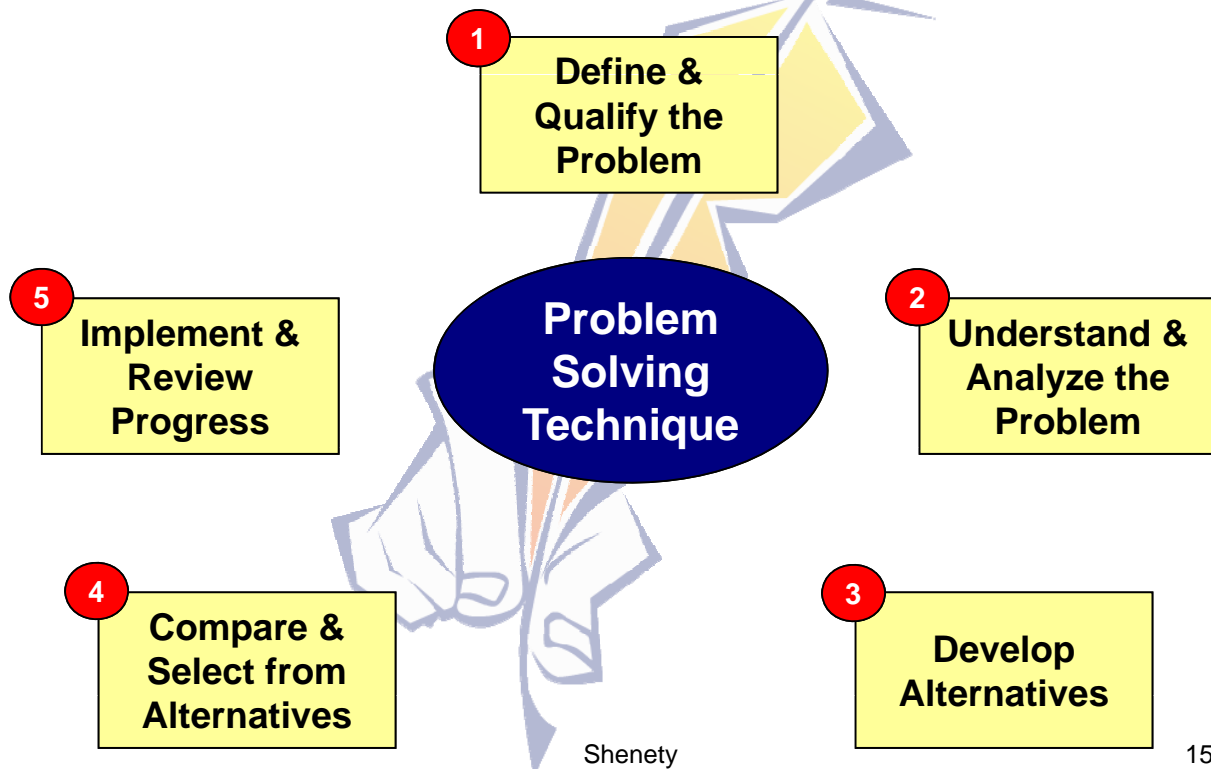 1
Define &
Qualify the
Problem
2
Understand &
Analyze the
Problem
3
Develop
Alternatives
4
Compare &
Select from
Alternatives
5
Implement &
Review
Progress
Problem
Solving
Technique
Shenety
15